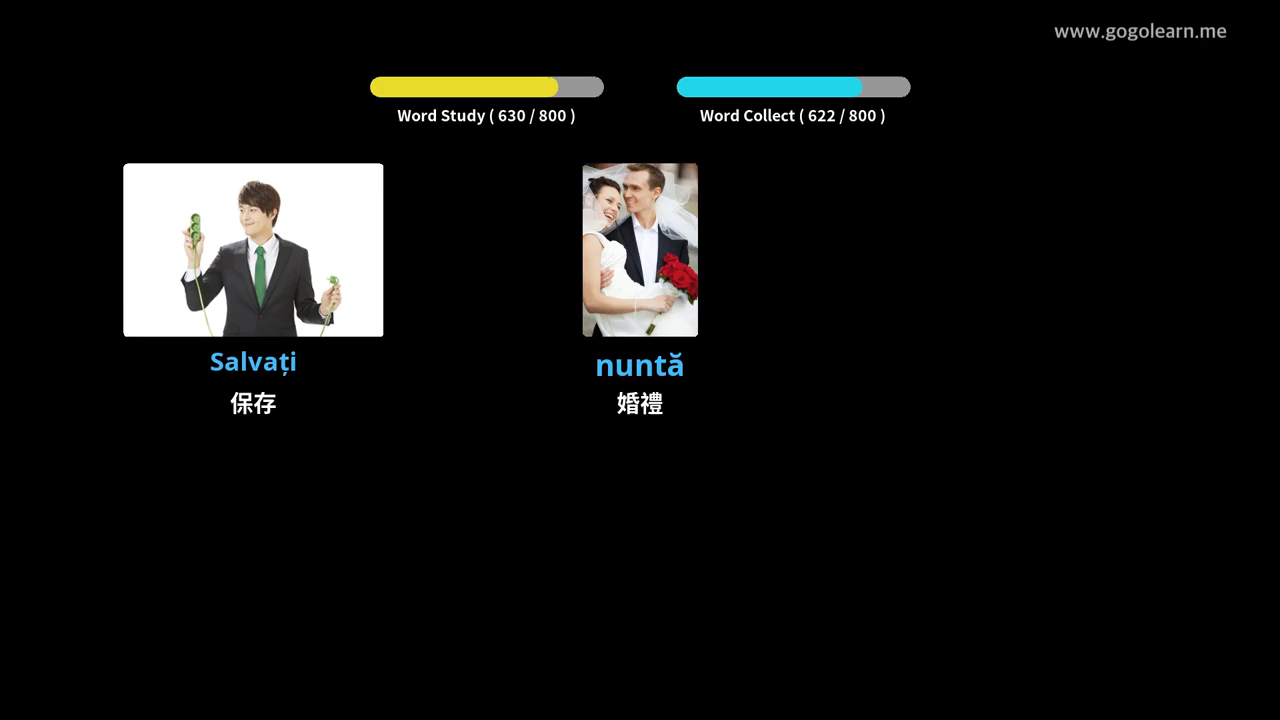 www.gogolearn.me
Word Study ( 630 / 800 )
Word Collect ( 622 / 800 )
Salvați
保存
nuntă
婚禮